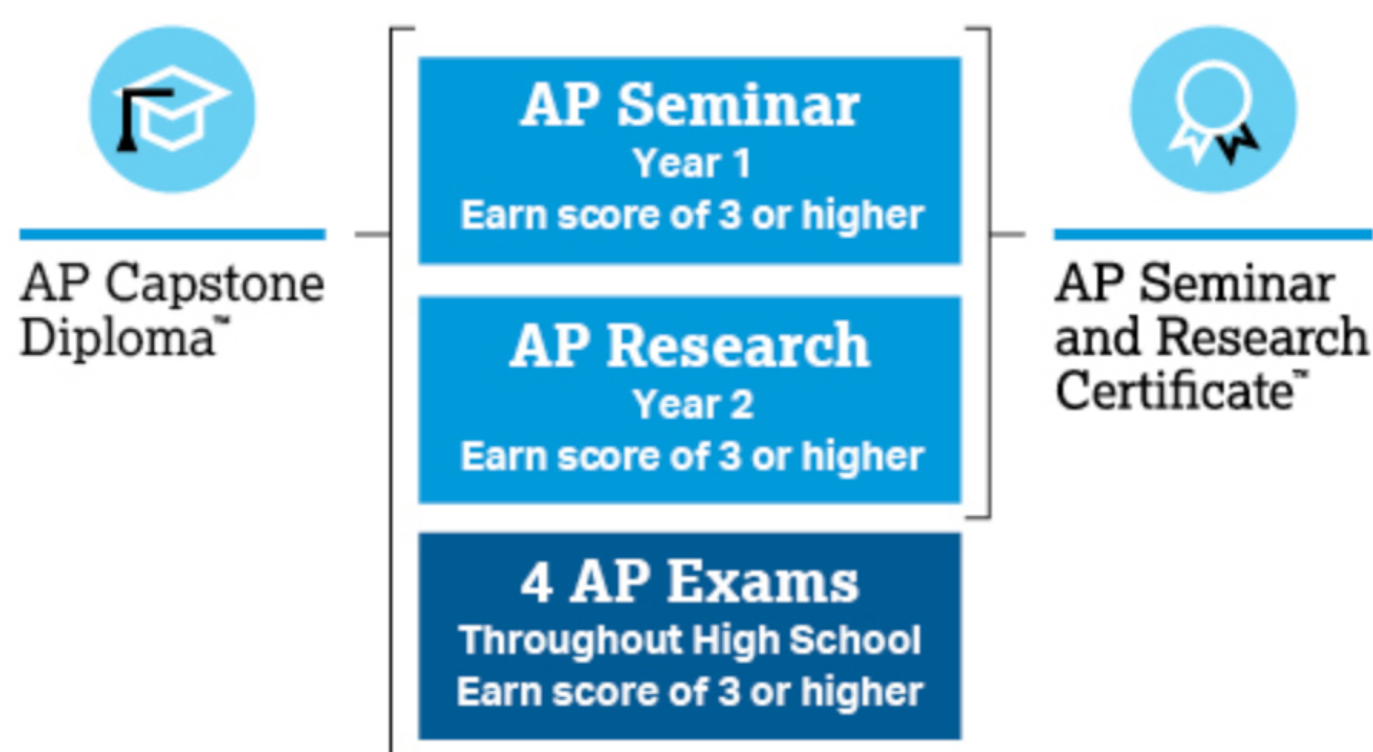 AP Capstone
Diploma™
AP Seminar
Year 1
Earn score of 3 or higher
AP Research
Year 2
Earn score of 3 or higher
4 AP Exams
Throughout High School
Earn score of 3 or higher
AP Seminar
and Research
Certificate™